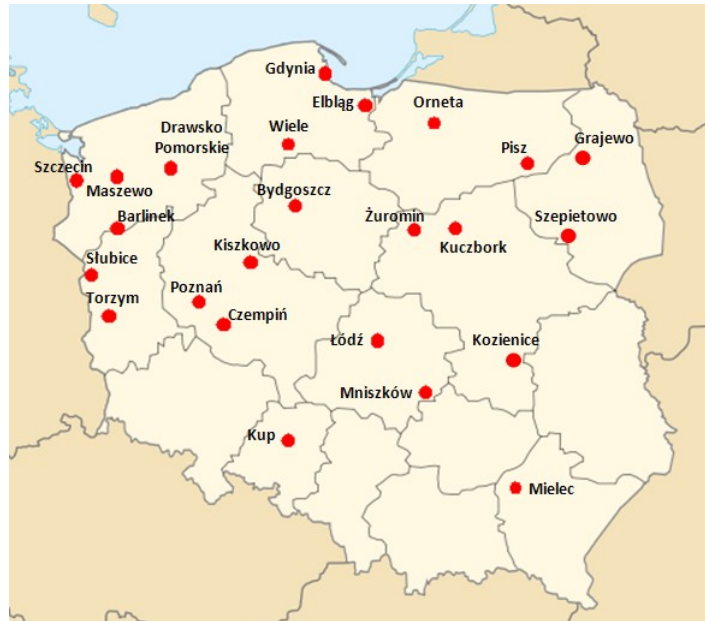 Gdynia
Elbląg
Orneta
Drawsko
Pomorskie
Wiele
Pisz
Grajewo
Szczecin
Maszewo
Bydgoszcz
Barlinek
Żuromin
Kuczbork
Szepietowo
Kiszkowo
Słubice
Poznań
Torzym
Czempiń
Łódź
Kozienice
Mniszków
Kup
Mielec